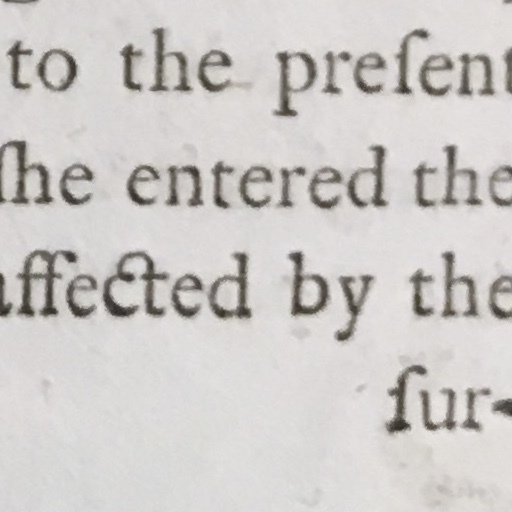 to the preſent
ſhe entered the
affected by the
ſur-